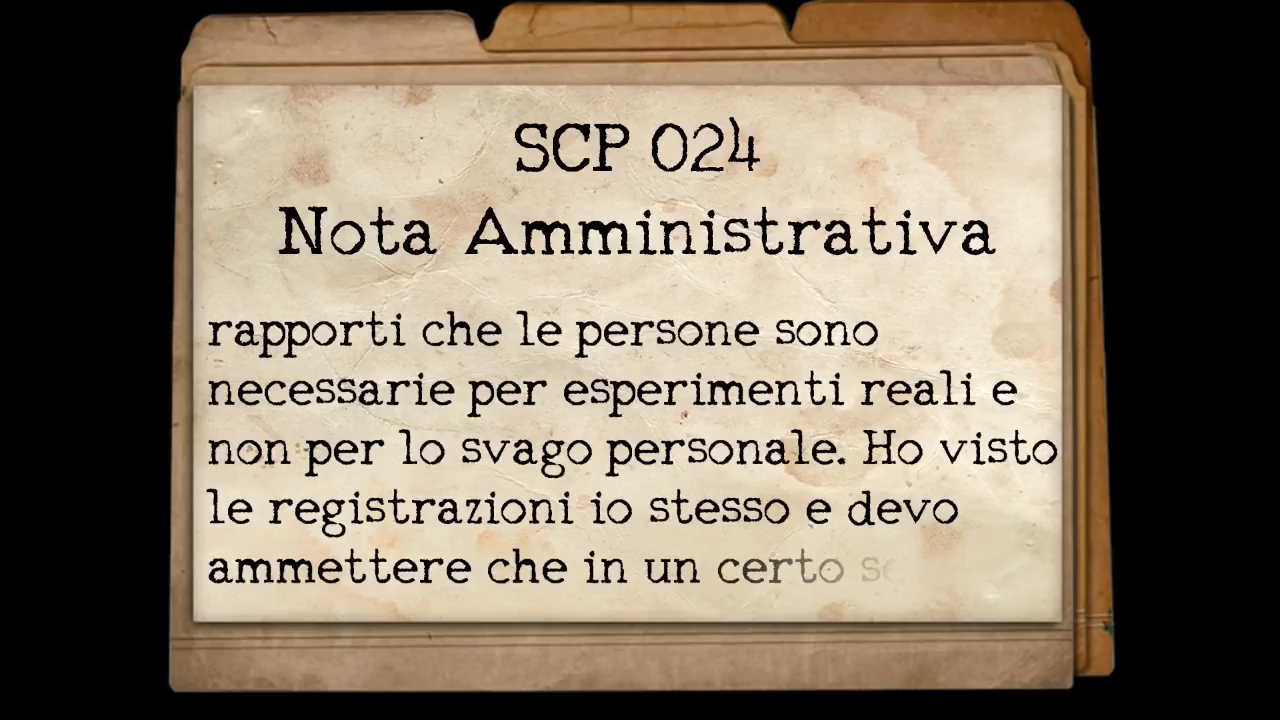 SCP 024
Nota Amministrativa
rapporti che le persone sono
necessarie per esperimenti reali e
non per lo svago personale. Ho visto
le registrazioni io stesso e devo
ammettere che in un certo